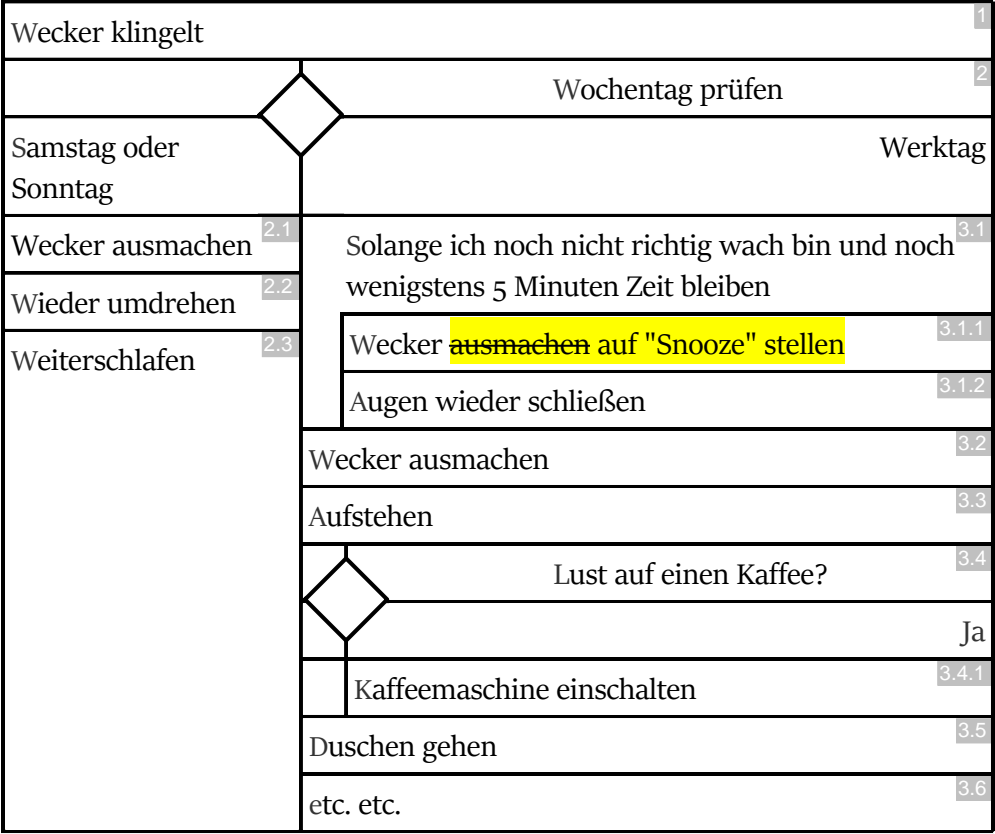 Wecker klingelt 1
Wochentag prüfen 2
Samstag oder
Sonntag
Werktag
Wecker ausmachen 2.1
Wieder umdrehen 2.2
Weiterschlafen 2.3
Solange ich noch nicht richtig wach bin und noch 3.1
wenigstens 5 Minuten Zeit bleiben
Wecker ausmachen auf "Snooze" stellen 3.1.1
Augen wieder schließen 3.1.2
Wecker ausmachen 3.2
Aufstehen 3.3
Lust auf einen Kaffee? 3.4
Ja
Kaffeemaschine einschalten 3.4.1
Duschen gehen 3.5
etc. etc. 3.6